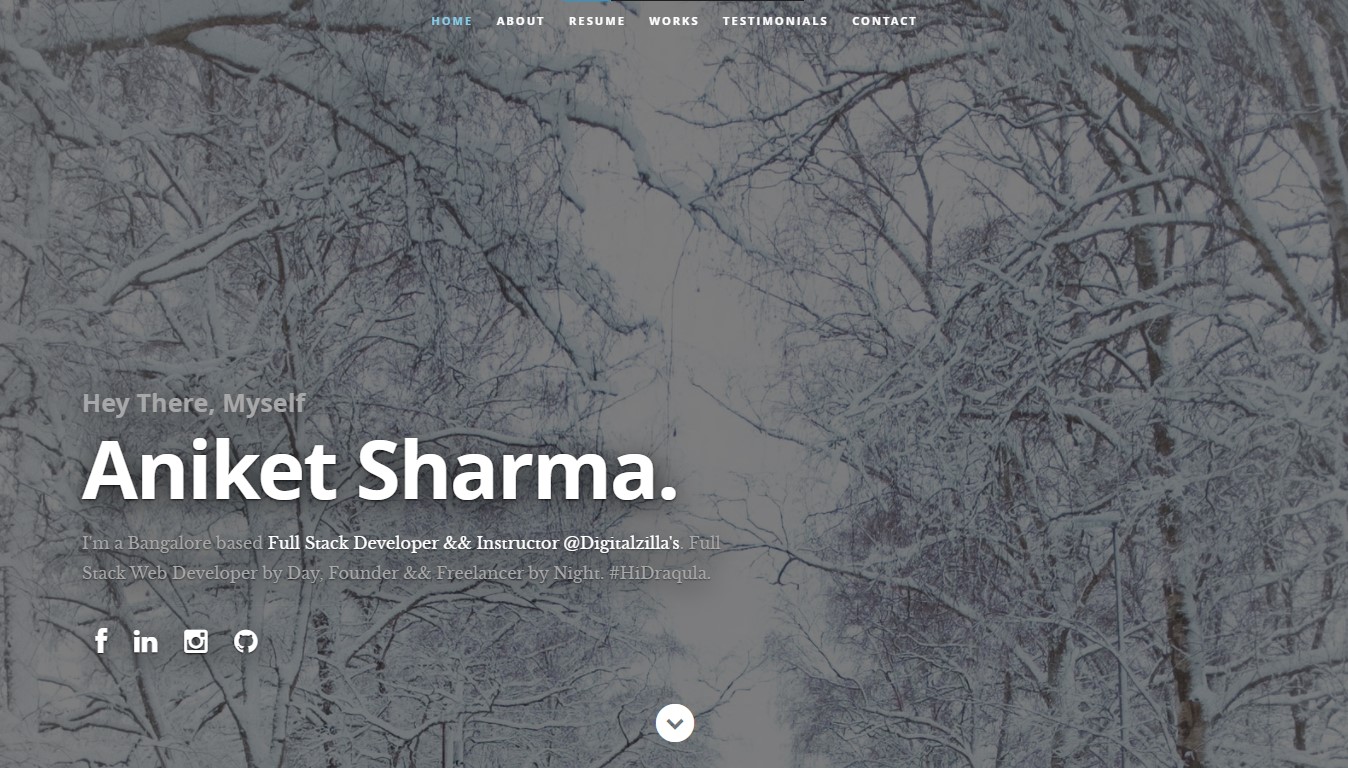 HOME ABOUT RESUME WORKS TESTIMONIALS CONTACT
Hey There, Myself
Aniket Sharma.
I'm a Bangalore based Full Stack Developer && Instructor @Digitalzilla's. Full
Stack Web Developer by Day, Founder && Freelancer by Night. #HiDraqula.